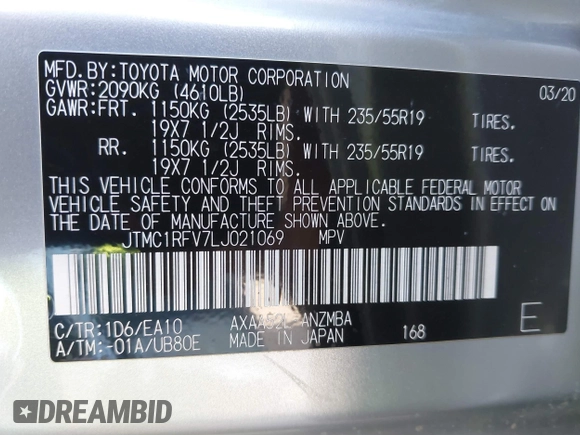 MFD.BY:TOYOTA MOTOR CORPORATION 03/20
GVWR:2090KG (4610LB)
GAWR:FRT. 1150KG (2535LB) WITH 235/55R19 TIRES.
19X7 1/2J RIMS.
RR. 1150KG (2535LB) WITH 235/55R19 TIRES.
19X7 1/2J RIMS.
THIS VEHICLE CONFORMS TO ALL APPLICABLE FEDERAL MOTOR
VEHICLE SAFETY AND THEFT PREVENTION STANDARDS IN EFFECT ON
THE DATE OF MANUFACTURE SHOWN ABOVE.
JTMC1RFV7LJ021069 MPV
C/TR:1D6/EA10 ANZMBA 168 E
A/TM:-01A/UB80E MADE IN JAPAN
DREAMBID